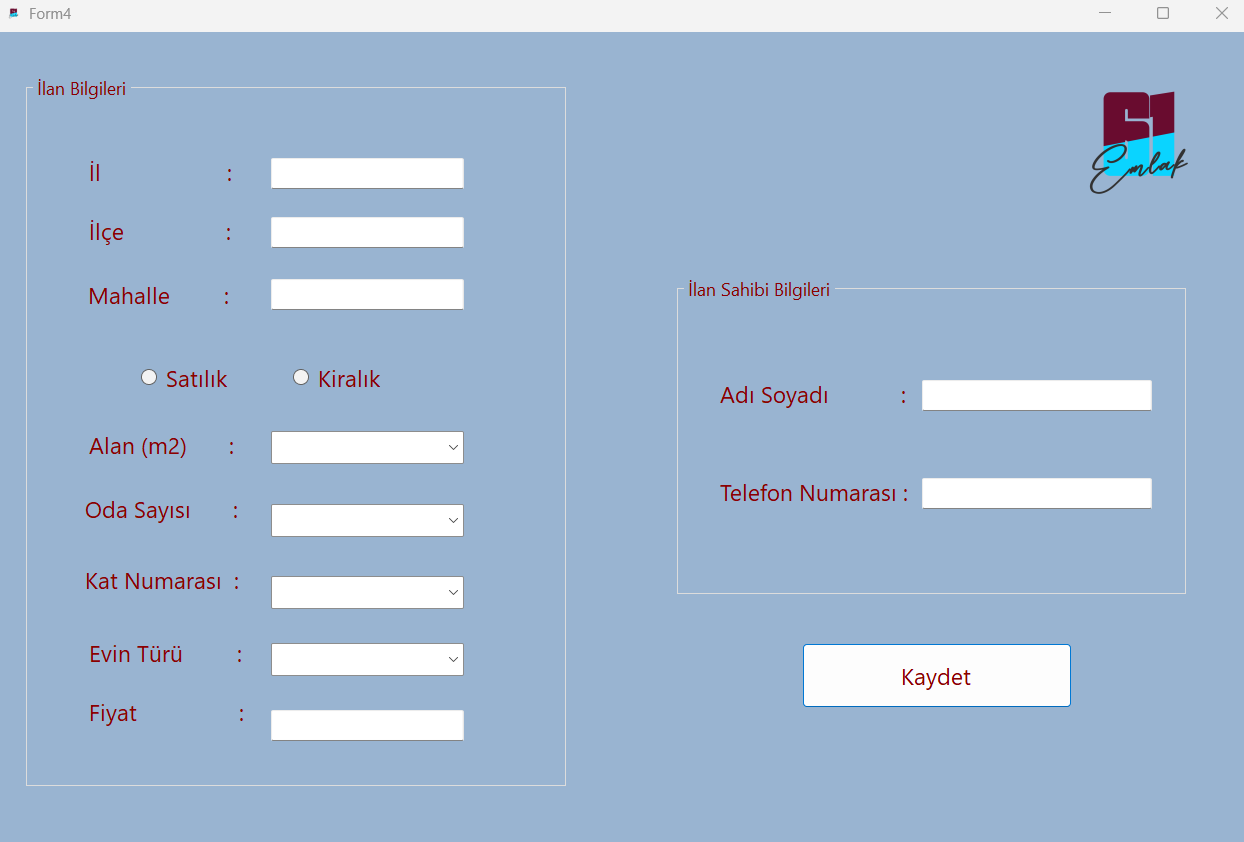 Form4
İlan Bilgileri
İl :
İlçe :
Mahalle :
Satılık Kiralık
Alan (m2) :
Oda Sayısı :
Kat Numarası :
Evin Türü :
Fiyat :
51
Emlak
İlan Sahibi Bilgileri
Adı Soyadı :
Telefon Numarası :
Kaydet